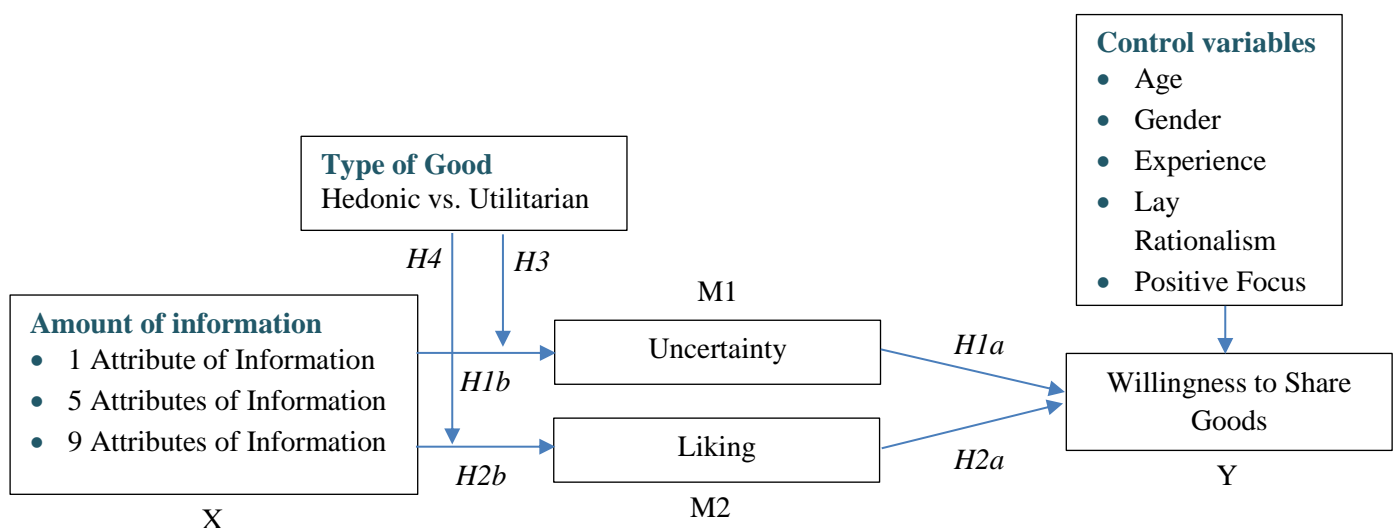 Control variables
• Age
• Gender
• Experience
• Lay
Rationalism
• Positive Focus
Type of Good
Hedonic vs. Utilitarian
H4
H3
Amount of information
• 1 Attribute of Information
• 5 Attributes of Information
• 9 Attributes of Information
X
M1
Uncertainty
H1b
H1a
Liking
H2b
H2a
M2
Willingness to Share
Goods
Y